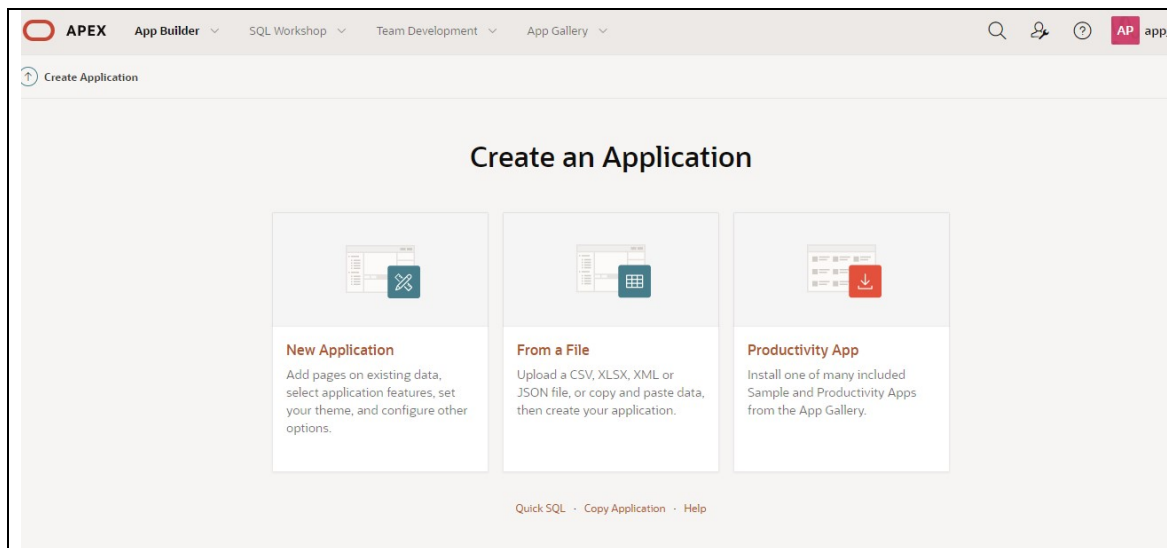 APEX App Builder SQL Workshop Team Development App Gallery AP app
Create Application
Create an Application
New Application
Add pages on existing data,
select application features, set
your theme, and configure other
options.
From a File
Upload a CSV, XLSX, XML or
JSON file, or copy and paste data,
then create your application.
Productivity App
Install one of many included
Sample and Productivity Apps
from the App Gallery.
Quick SQL · Copy Application · Help